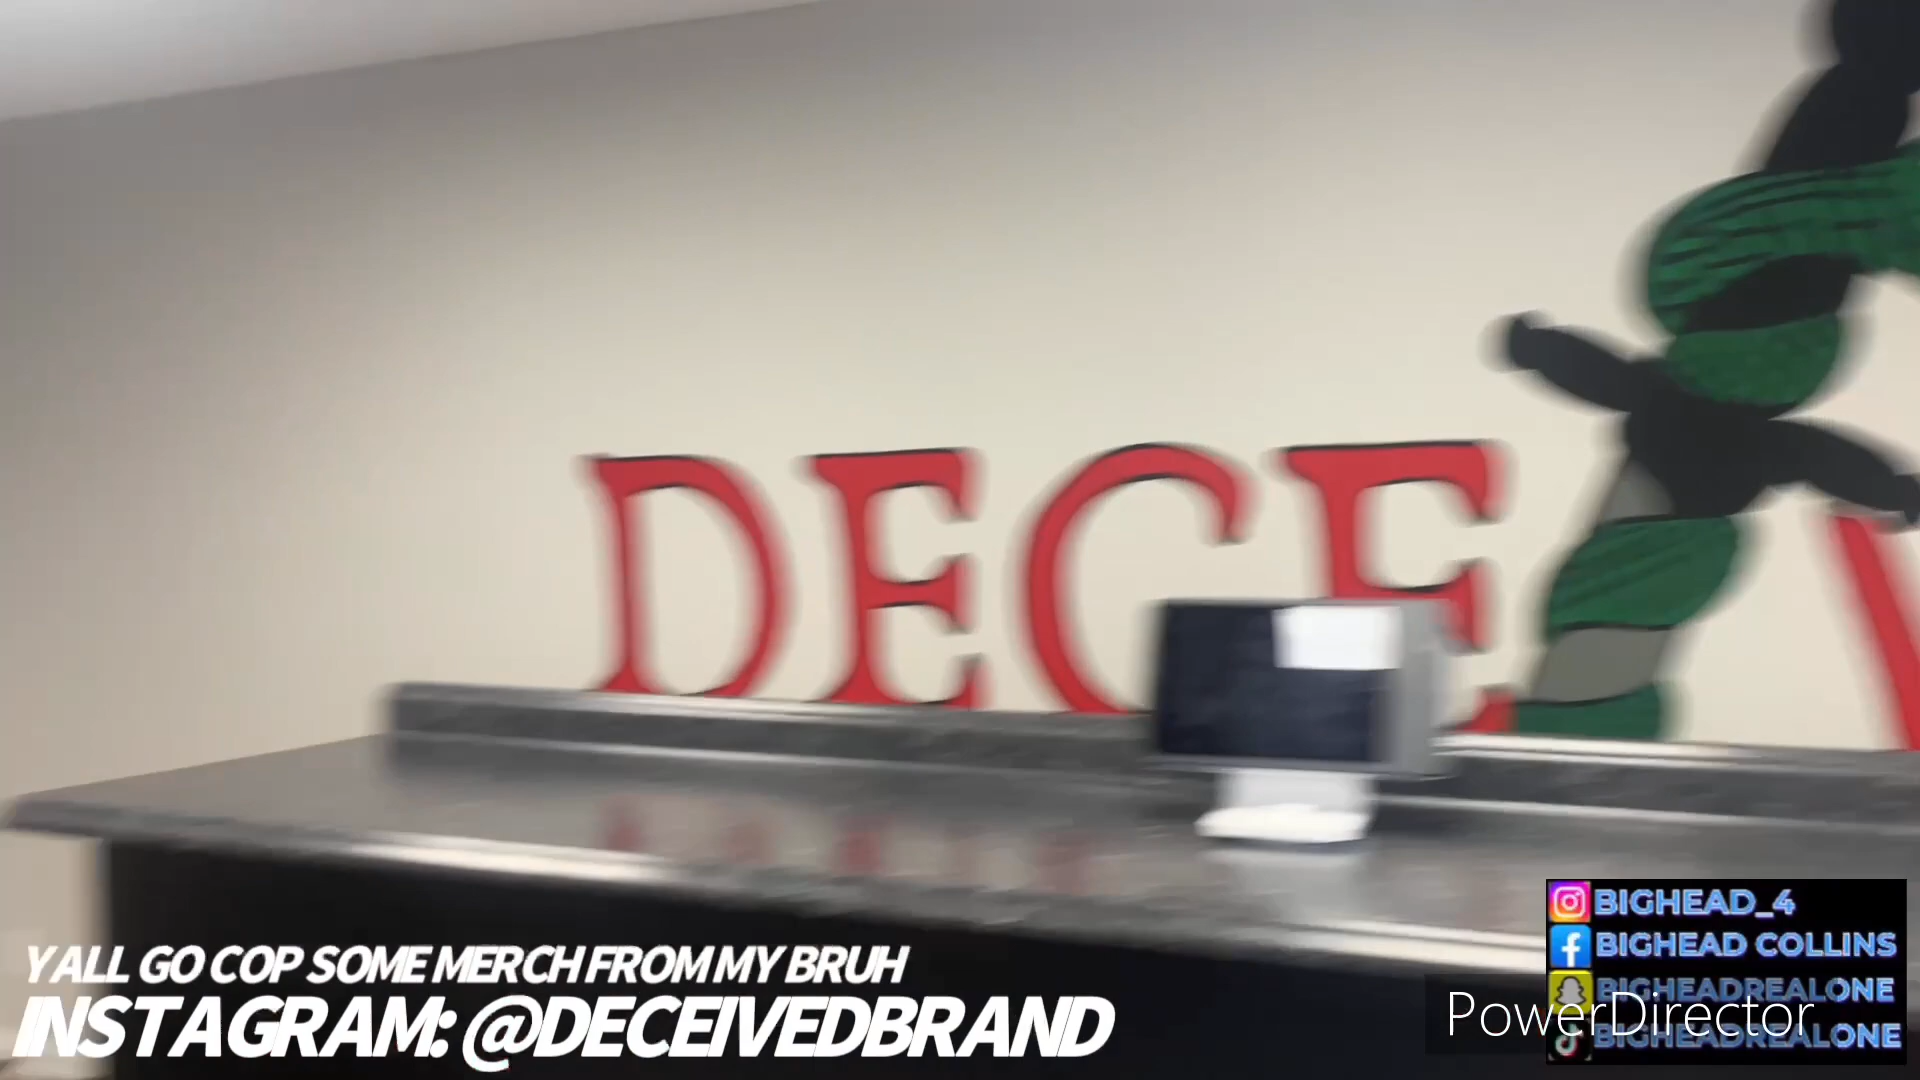 DECE V
YALL GO COP SOME MERCH FROM MY BRUH
INSTAGRAM: @DECEIVEDBRAND
BIGHEAD_4
BIGHEAD COLLINS
BIGHEADREALONE
PowerDirector
BIGHEADREALONE